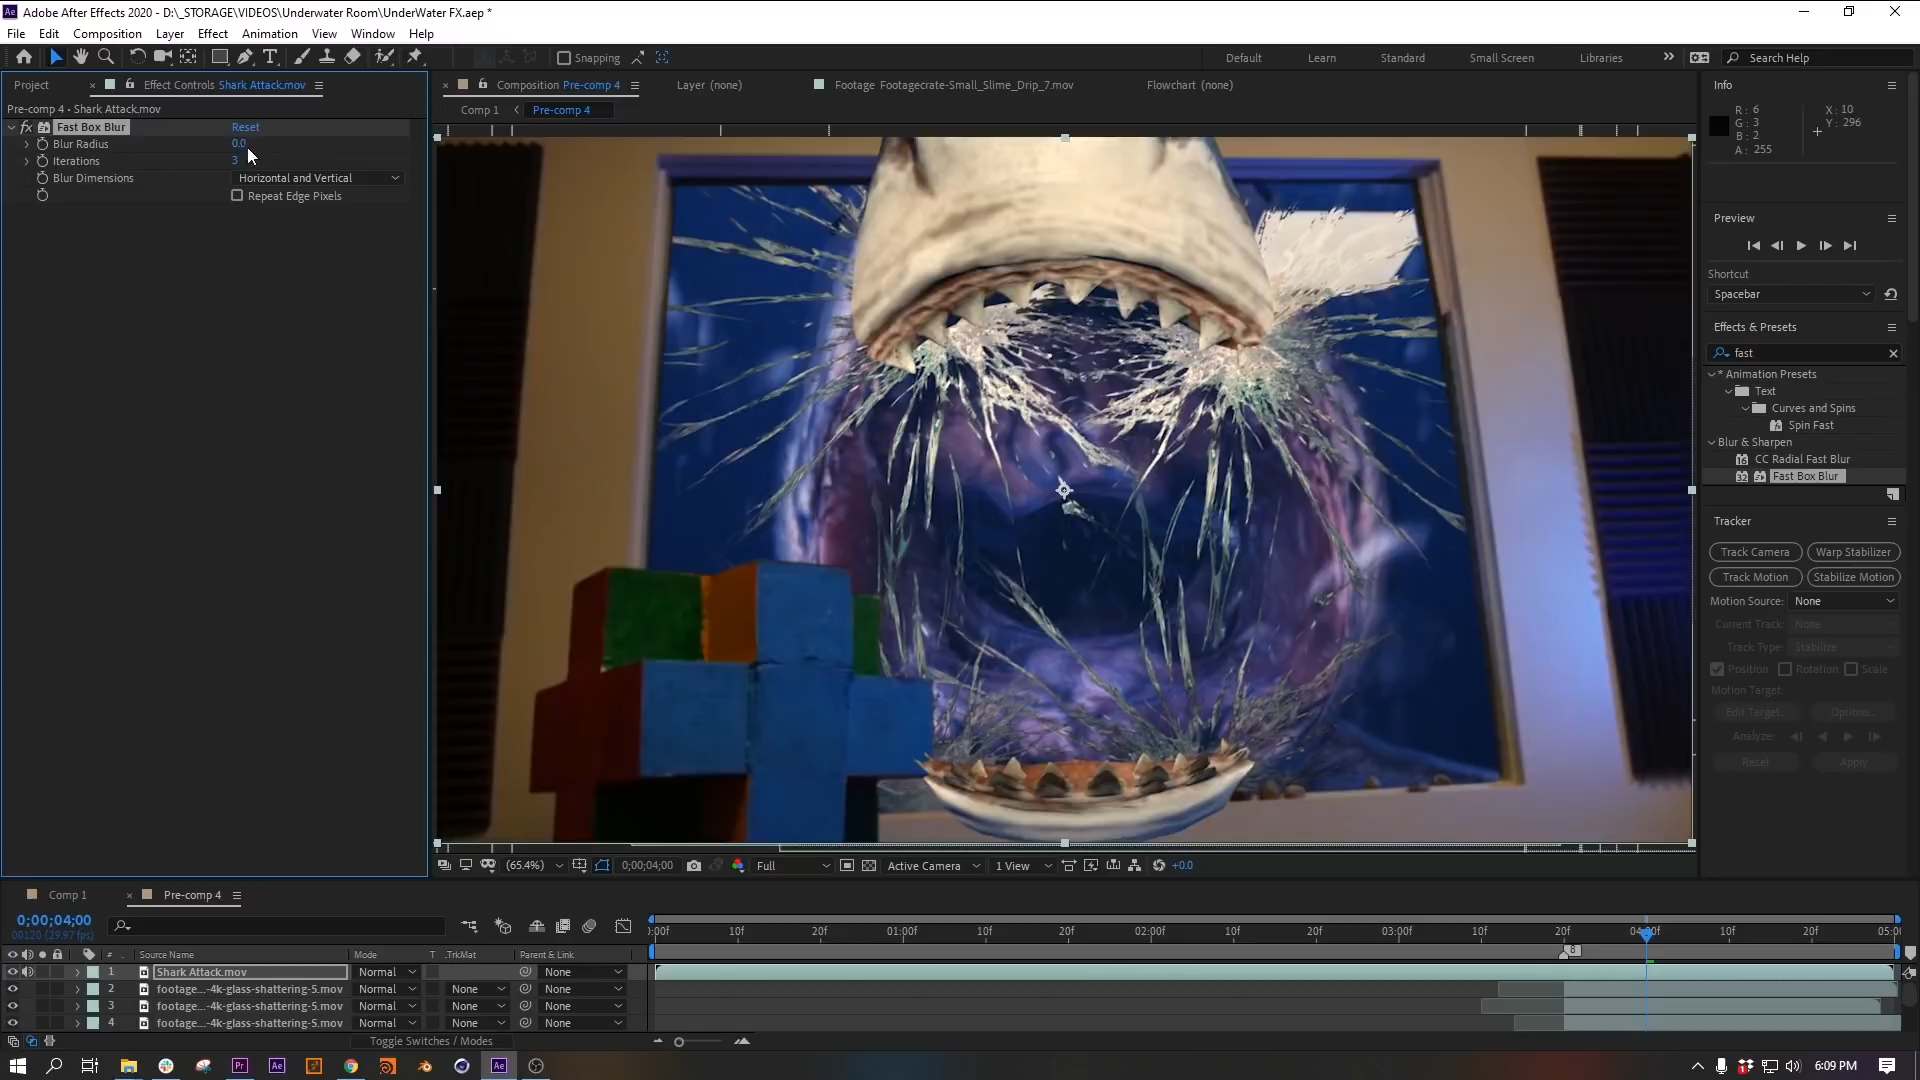 Adobe After Effects 2020 - D:\_STORAGE\VIDEOS\Underwater Room\UnderWater FX.aep *
File Edit Composition Layer Effect Animation View Window Help
Snapping
Default Learn Standard Small Screen Libraries Search Help
Project Effect Controls Shark Attack.mov
Composition Pre-comp 4 Layer (none) Footage Footagecrate-Small_Slime_Drip_7.mov Flowchart (none)
Info
Pre-comp 4 • Shark Attack.mov
Comp 1 Pre-comp 4
R: 6 X: 10
G: 3 Y: 296
B: 2
A: 255
fx Fast Box Blur Reset
Blur Radius 0.0
Iterations 3
Blur Dimensions Horizontal and Vertical
Repeat Edge Pixels
Preview
Shortcut
Spacebar
Effects & Presets
fast
* Animation Presets
Text
Curves and Spins
Spin Fast
Blur & Sharpen
16 CC Radial Fast Blur
32 Fast Box Blur
Tracker
Track Camera Warp Stabilizer
Track Motion Stabilize Motion
Motion Source: None
Current Track: None
Track Type: Stabilize
Position Rotation Scale
Motion Target:
Edit Target... Options...
Analyze:
Reset Apply
(65.4%) 0;00;04;00 Full Active Camera 1 View +0.0
Comp 1 Pre-comp 4
0;00;04;00
00120 (29.97 fps)
):00f 10f 20f 01:00f 10f 20f 02:00f 10f 20f 03:00f 10f 20f 04:00f 10f 20f 05:00
8
# Source Name Mode T .TrkMat Parent & Link
1 Shark Attack.mov Normal None
2 footage...-4k-glass-shattering-5.mov Normal None None
3 footage...-4k-glass-shattering-5.mov Normal None None
4 footage...-4k-glass-shattering-5.mov Normal None None
Toggle Switches / Modes
6:09 PM